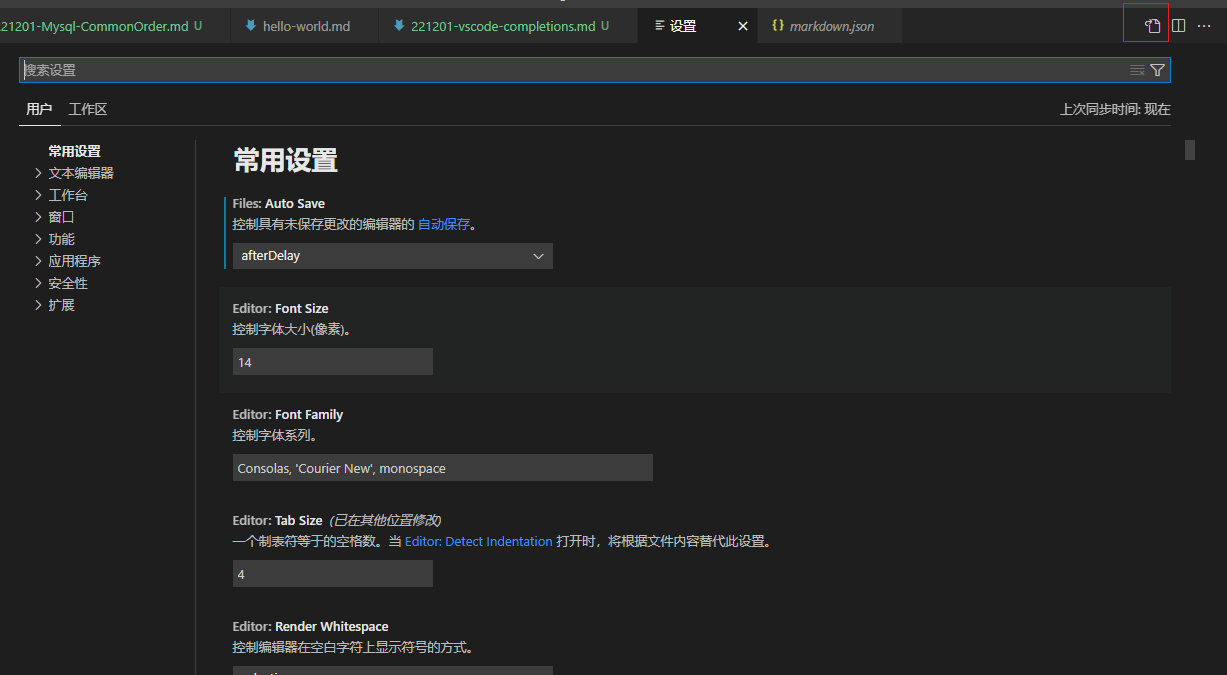 21201-Mysql-CommonOrder.md U
hello-world.md
221201-vscode-completions.md U
设置
markdown.json
搜索设置
用户 工作区
上次同步时间: 现在
常用设置
文本编辑器
工作台
窗口
功能
应用程序
安全性
扩展
常用设置
Files: Auto Save
控制具有未保存更改的编辑器的 自动保存。
afterDelay
Editor: Font Size
控制字体大小(像素)。
14
Editor: Font Family
控制字体系列。
Consolas, 'Courier New', monospace
Editor: Tab Size (已在其他位置修改)
一个制表符等于的空格数。当 Editor: Detect Indentation 打开时，将根据文件内容替代此设置。
4
Editor: Render Whitespace
控制编辑器在空白字符上显示符号的方式。